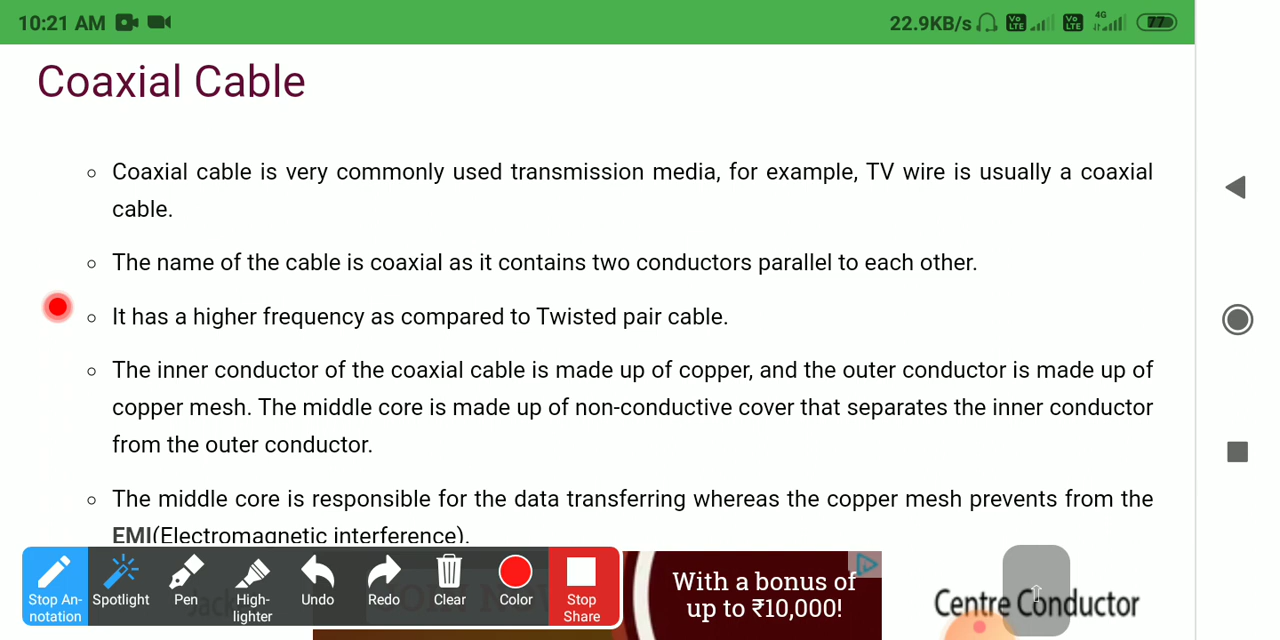 10:21 AM
22.9KB/s Vo LTE Vo LTE 4G 77
Coaxial Cable
Coaxial cable is very commonly used transmission media, for example, TV wire is usually a coaxial
cable.
The name of the cable is coaxial as it contains two conductors parallel to each other.
It has a higher frequency as compared to Twisted pair cable.
The inner conductor of the coaxial cable is made up of copper, and the outer conductor is made up of
copper mesh. The middle core is made up of non-conductive cover that separates the inner conductor
from the outer conductor.
The middle core is responsible for the data transferring whereas the copper mesh prevents from the
EMI(Electromagnetic interference).
Stop An-
notation
Spotlight
Pen
High-
lighter
Undo
Redo
Clear
Color
Stop
Share
With a bonus of
up to ₹10,000!
Centre Conductor